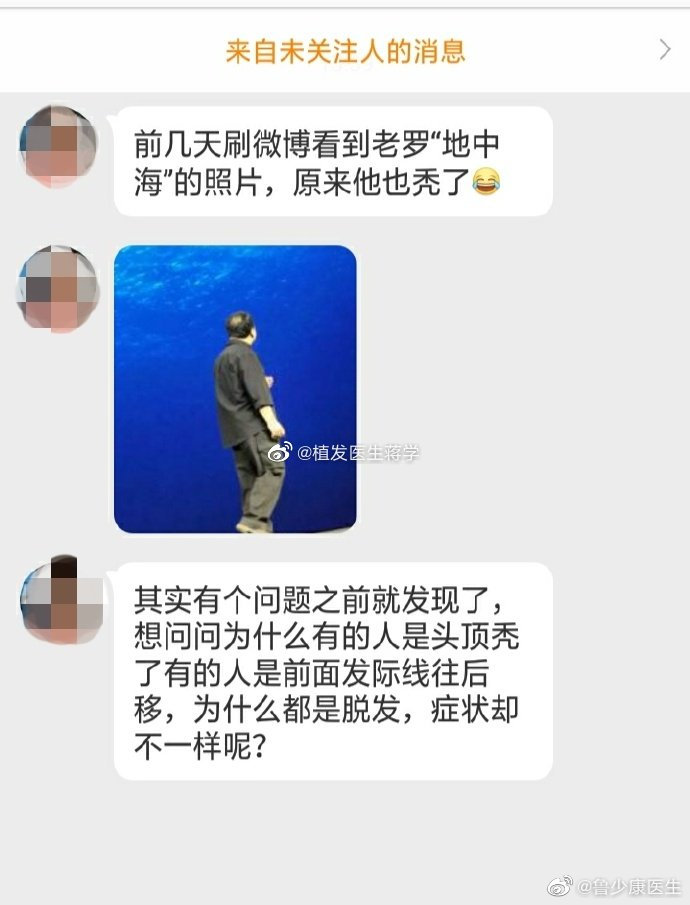 来自未关注人的消息
前几天刷微博看到老罗“地中
海”的照片，原来他也秃了😂
@植发医生蒋学
其实有个问题之前就发现了，
想问问为什么有的人是头顶秃
了有的人是前面发际线往后
移，为什么都是脱发，症状却
不一样呢？
@鲁少康医生